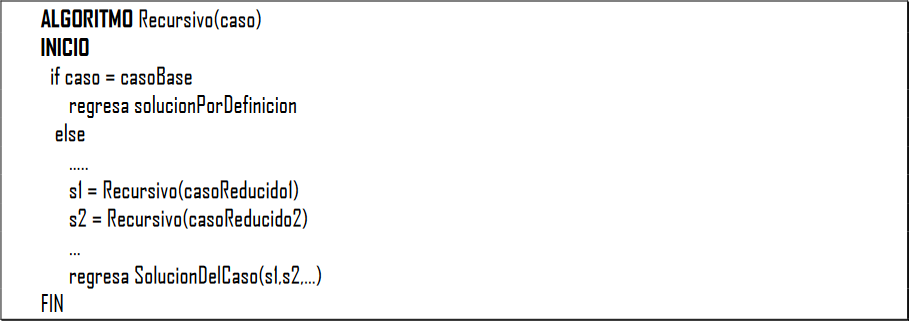 ALGORITMO Recursivo(caso)
INICIO
if caso = casoBase
regresa solucionPorDefinicion
else
.....
s1 = Recursivo(casoReducido1)
s2 = Recursivo(casoReducido2)
...
regresa SolucionDelCaso(s1,s2,...)
FIN